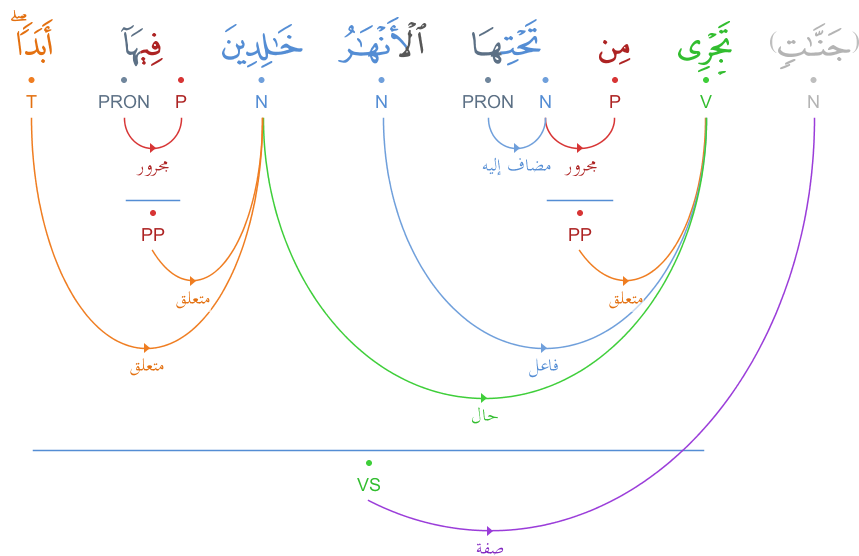 (جَنَّـٰتٍ) تَجْرِى مِن تَحْتِهَا ٱلْأَنْهَـٰرُ خَـٰلِدِينَ فِيهَآ أَبَدًا ۖ
N V P N PRON N N P PRON T
مجرور مضاف إليه مجرور
PP PP
متعلق متعلق
متعلق فاعل
حال
VS
صفة